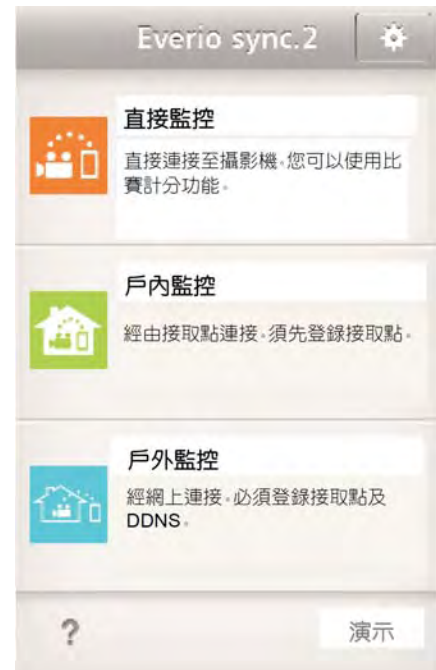 Everio sync.2
直接監控
直接連接至攝影機。您可以使用比
賽計分功能。
戶內監控
經由接取點連接。須先登錄接取點。
戶外監控
經網上連接。必須登錄接取點及
DDNS。
?
演示